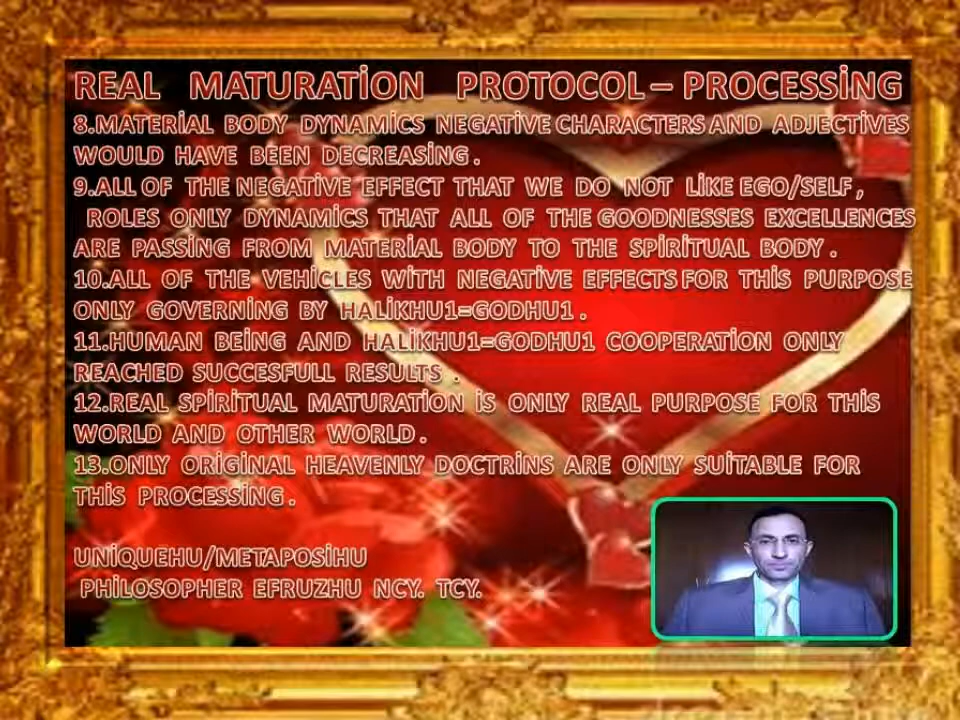 REAL MATURATİON PROTOCOL – PROCESSİNG
8.MATERİAL BODY DYNAMİCS NEGATİVE CHARACTERS AND ADJECTİVES
WOULD HAVE BEEN DECREASİNG .
9.ALL OF THE NEGATİVE EFFECT THAT WE DO NOT LİKE EGO/SELF ,
ROLES ONLY DYNAMİCS THAT ALL OF THE GOODNESSES EXCELLENCES
ARE PASSİNG FROM MATERİAL BODY TO THE SPİRİTUAL BODY .
10.ALL OF THE VEHİCLES WİTH NEGATİVE EFFECTS FOR THİS PURPOSE
ONLY GOVERNİNG BY HALİKHU1=GODHU1 .
11.HUMAN BEİNG AND HALİKHU1=GODHU1 COOPERATİON ONLY
REACHED SUCCESFULL RESULTS .
12.REAL SPİRİTUAL MATURATİON İS ONLY REAL PURPOSE FOR THİS
WORLD AND OTHER WORLD .
13.ONLY ORİGİNAL HEAVENLY DOCTRİNS ARE ONLY SUİTABLE FOR
THİS PROCESSİNG .
UNİQUEHU/METAPOSİHU
PHİLOSOPHER EFRUZHU NCY. TCY.